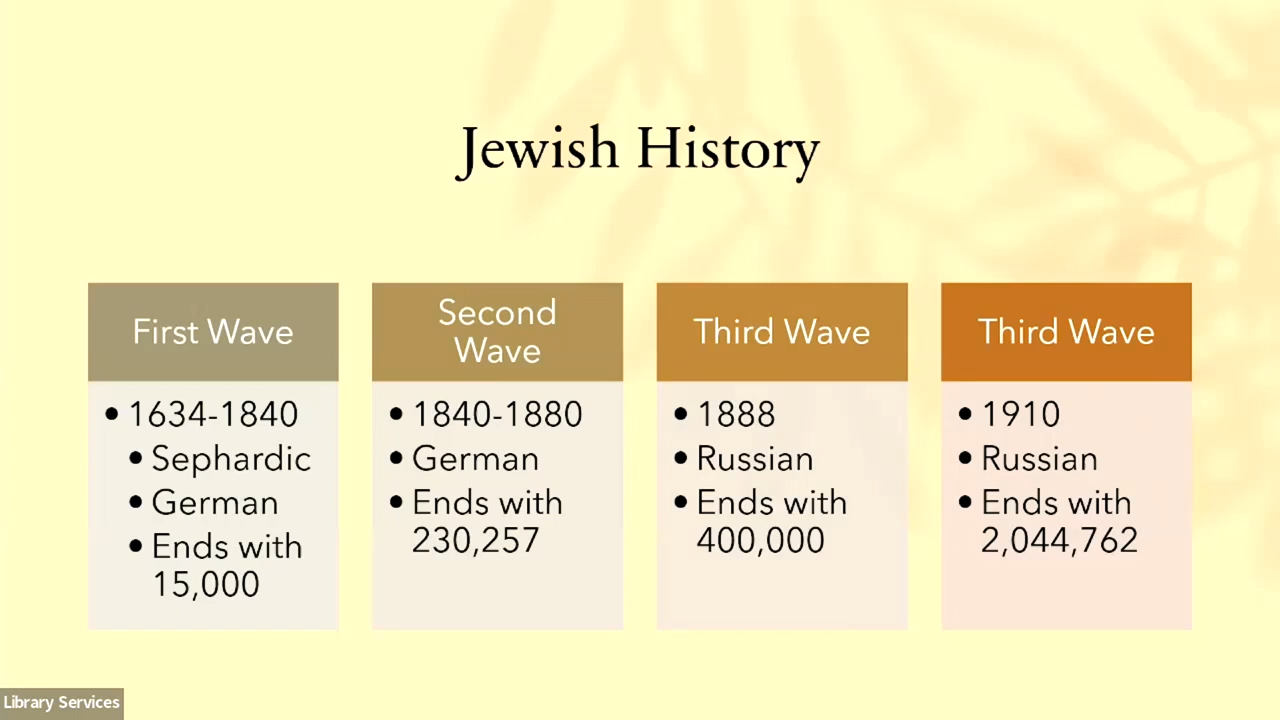 Jewish History
First Wave
• 1634-1840
• Sephardic
• German
• Ends with
15,000
Second
Wave
• 1840-1880
• German
• Ends with
230,257
Third Wave
• 1888
• Russian
• Ends with
400,000
Third Wave
• 1910
• Russian
• Ends with
2,044,762
Library Services